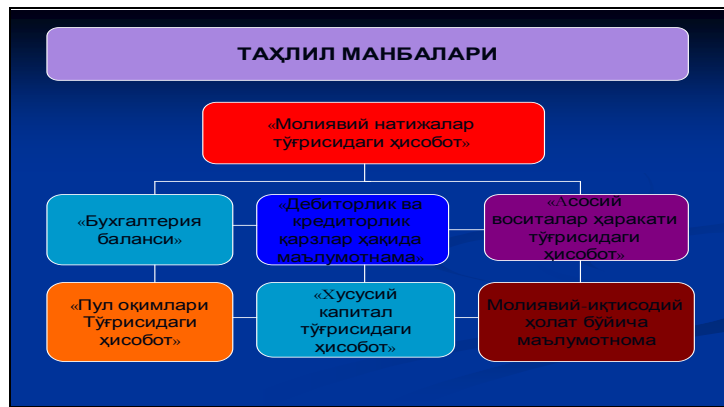 ТАҲЛИЛ МАНБАЛАРИ
«Молиявий натижалар
тўғрисидаги ҳисобот»
«Бухгалтерия
баланси»
«Дебиторлик ва
кредиторлик
қарзлар ҳақида
маълумотнама»
«Асосий
воситалар ҳаракати
тўғрисидаги
ҳисобот»
«Пул оқимлари
Тўғрисидаги
ҳисобот»
«Хусусий
капитал
тўғрисидаги
ҳисобот»
Молиявий-иқтисодий
ҳолат бўйича
маълумотнома